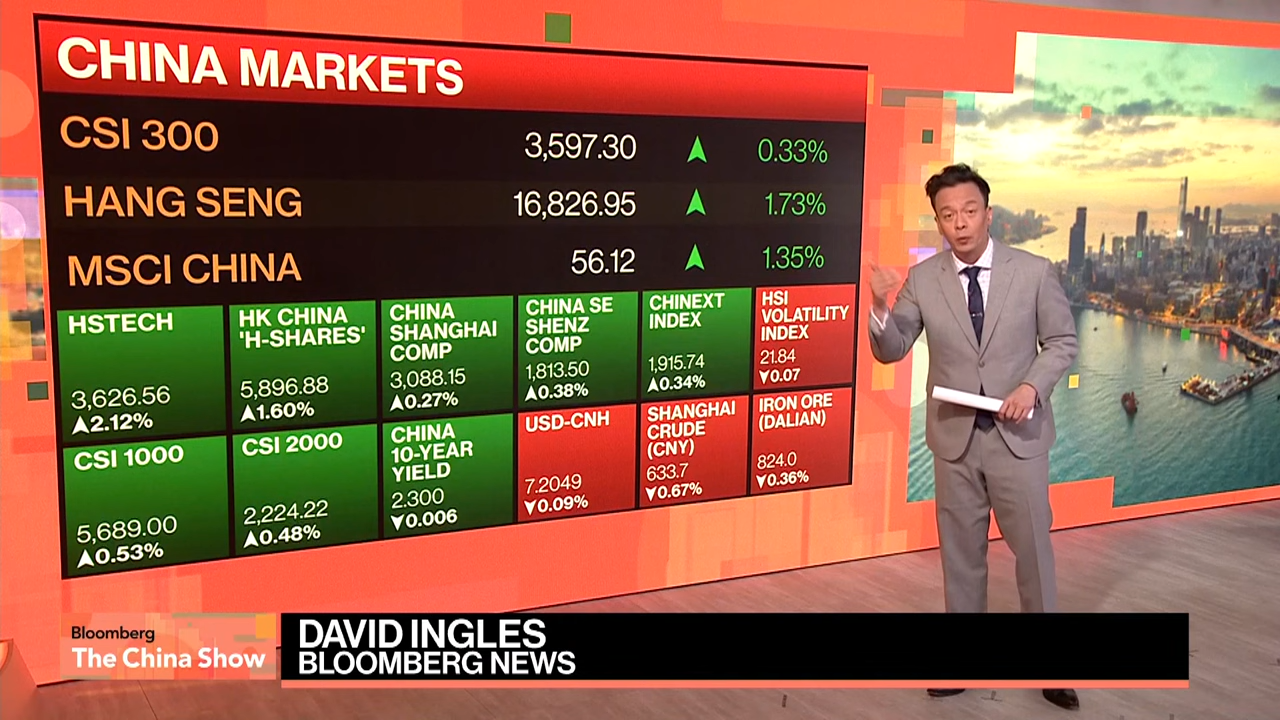 CHINA MARKETS
CSI 300 3,597.30 ▲ 0.33%
HANG SENG 16,826.95 ▲ 1.73%
MSCI CHINA 56.12 ▲ 1.35%
HSTECH
3,626.56
▲2.12%
HK CHINA
'H-SHARES'
5,896.88
▲1.60%
CHINA
SHANGHAI
COMP
3,088.15
▲0.27%
CHINA SE
SHENZ
COMP
1,813.50
▲0.38%
CHINEXT
INDEX
1,915.74
▲0.34%
HSI
VOLATILITY
INDEX
21.84
▼0.07
CSI 1000
5,689.00
▲0.53%
CSI 2000
2,224.22
▲0.48%
CHINA
10-YEAR
YIELD
2.300
▼0.006
USD-CNH
7.2049
▼0.09%
SHANGHAI
CRUDE
(CNY)
633.7
▼0.67%
IRON ORE
(DALIAN)
824.0
▼0.36%
Bloomberg
The China Show
DAVID INGLES
BLOOMBERG NEWS